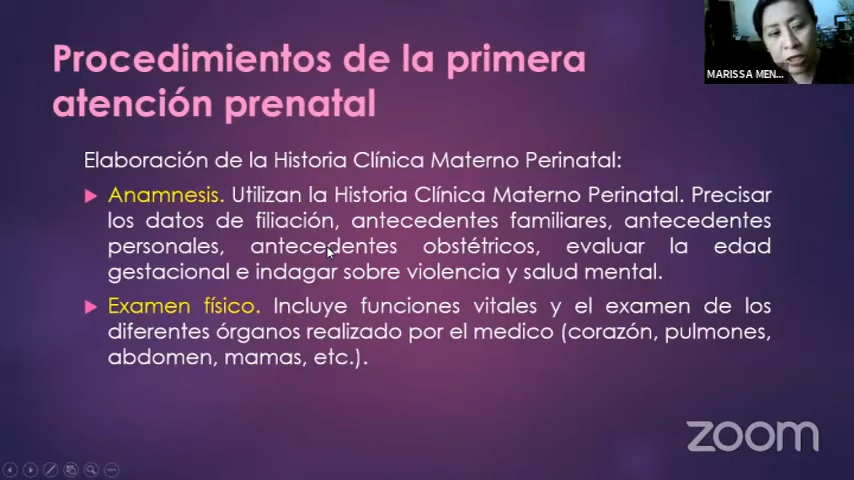 Procedimientos de la primera
atención prenatal
MARISSA MEN...
Elaboración de la Historia Clínica Materno Perinatal:
Anamnesis. Utilizan la Historia Clínica Materno Perinatal. Precisar
los datos de filiación, antecedentes familiares, antecedentes
personales, antecedentes obstétricos, evaluar la edad
gestacional e indagar sobre violencia y salud mental.
Examen físico. Incluye funciones vitales y el examen de los
diferentes órganos realizado por el medico (corazón, pulmones,
abdomen, mamas, etc.).
zoom